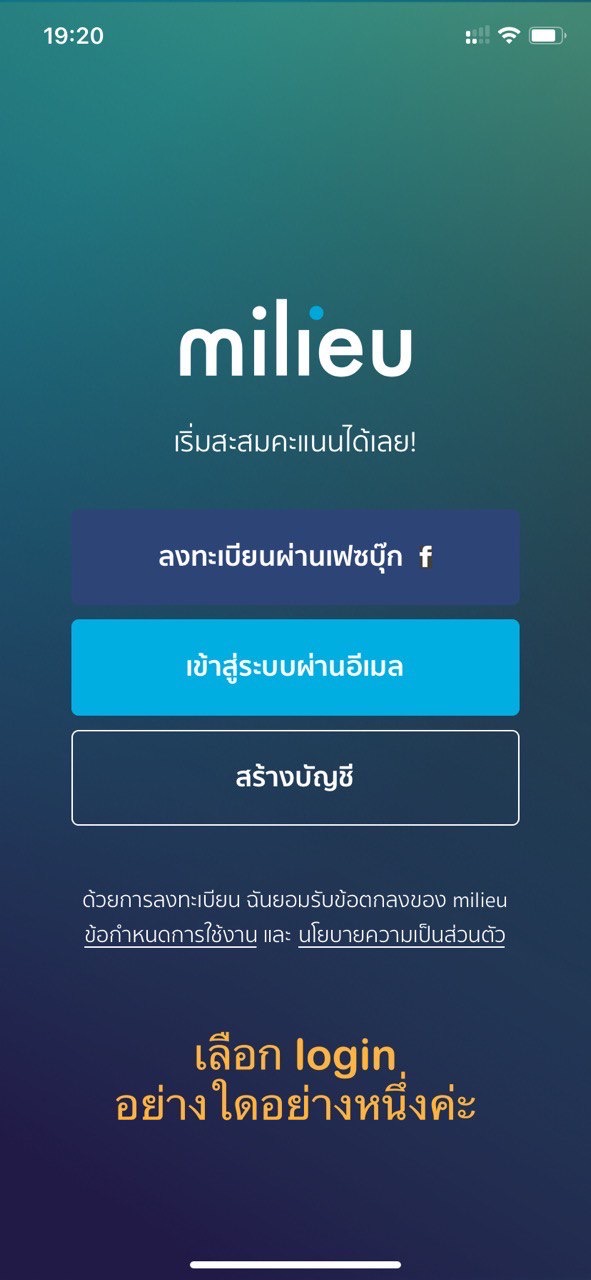 19:20
milieu
เริ่มสะสมคะแนนได้เลย!
ลงทะเบียนผ่านเฟซบุ๊ก f
เข้าสู่ระบบผ่านอีเมล
สร้างบัญชี
ด้วยการลงทะเบียน ฉันยอมรับข้อตกลงของ milieu
ข้อกำหนดการใช้งาน และ นโยบายความเป็นส่วนตัว
เลือก login
อย่างใดอย่างหนึ่งค่ะ